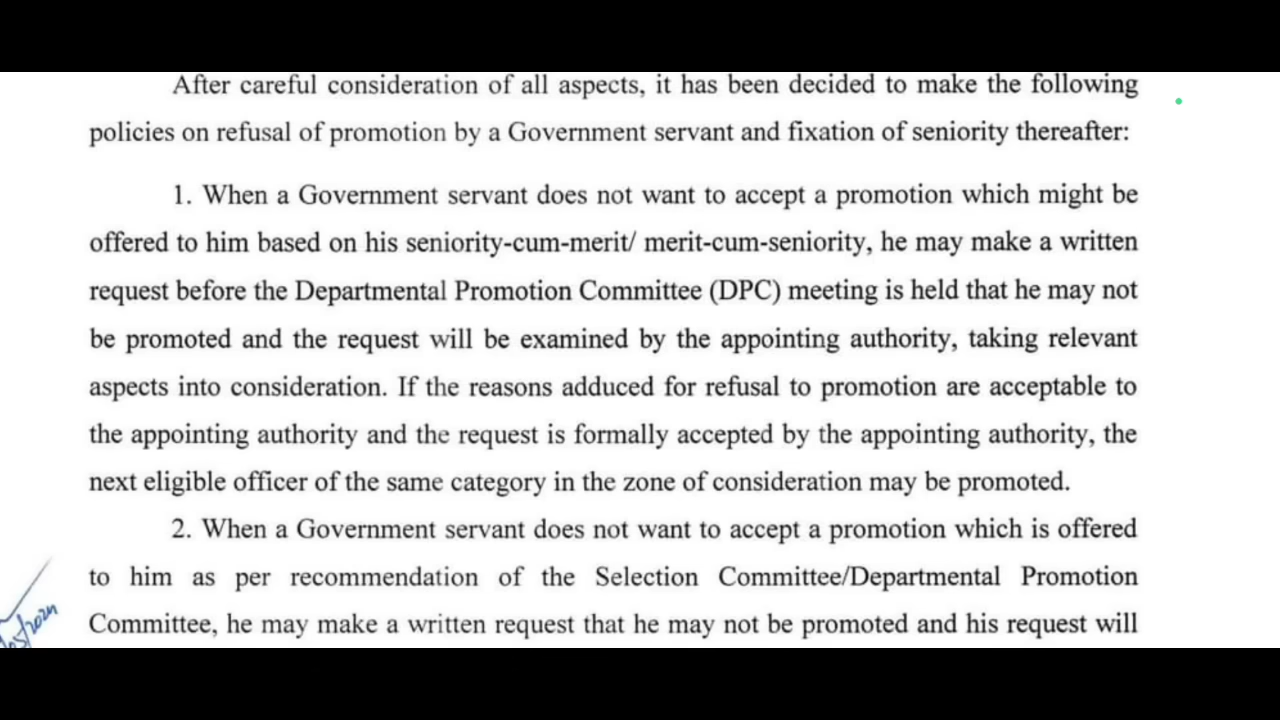 After careful consideration of all aspects, it has been decided to make the following
policies on refusal of promotion by a Government servant and fixation of seniority thereafter:
1. When a Government servant does not want to accept a promotion which might be
offered to him based on his seniority-cum-merit/ merit-cum-seniority, he may make a written
request before the Departmental Promotion Committee (DPC) meeting is held that he may not
be promoted and the request will be examined by the appointing authority, taking relevant
aspects into consideration. If the reasons adduced for refusal to promotion are acceptable to
the appointing authority and the request is formally accepted by the appointing authority, the
next eligible officer of the same category in the zone of consideration may be promoted.
2. When a Government servant does not want to accept a promotion which is offered
to him as per recommendation of the Selection Committee/Departmental Promotion
Committee, he may make a written request that he may not be promoted and his request will